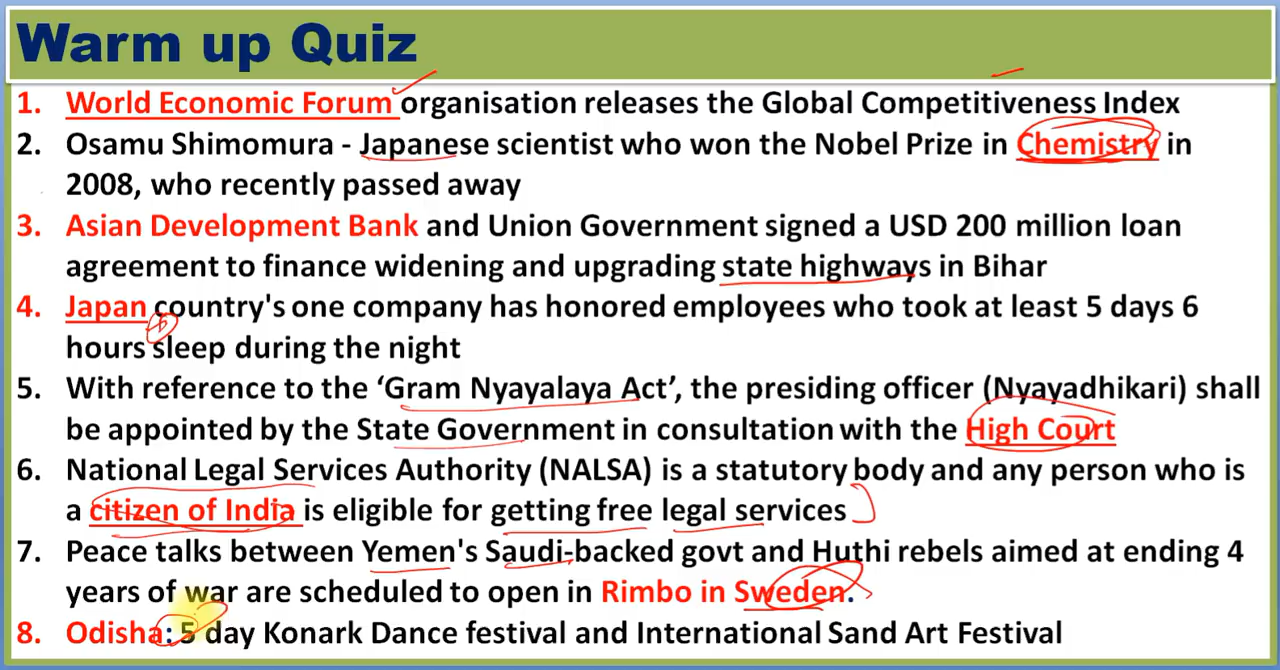 Warm up Quiz
1. World Economic Forum organisation releases the Global Competitiveness Index
2. Osamu Shimomura - Japanese scientist who won the Nobel Prize in Chemistry in
2008, who recently passed away
3. Asian Development Bank and Union Government signed a USD 200 million loan
agreement to finance widening and upgrading state highways in Bihar
4. Japan country's one company has honored employees who took at least 5 days 6
hours sleep during the night
5. With reference to the ‘Gram Nyayalaya Act’, the presiding officer (Nyayadhikari) shall
be appointed by the State Government in consultation with the High Court
6. National Legal Services Authority (NALSA) is a statutory body and any person who is
a citizen of India is eligible for getting free legal services
7. Peace talks between Yemen's Saudi-backed govt and Huthi rebels aimed at ending 4
years of war are scheduled to open in Rimbo in Sweden.
8. Odisha: 5 day Konark Dance festival and International Sand Art Festival